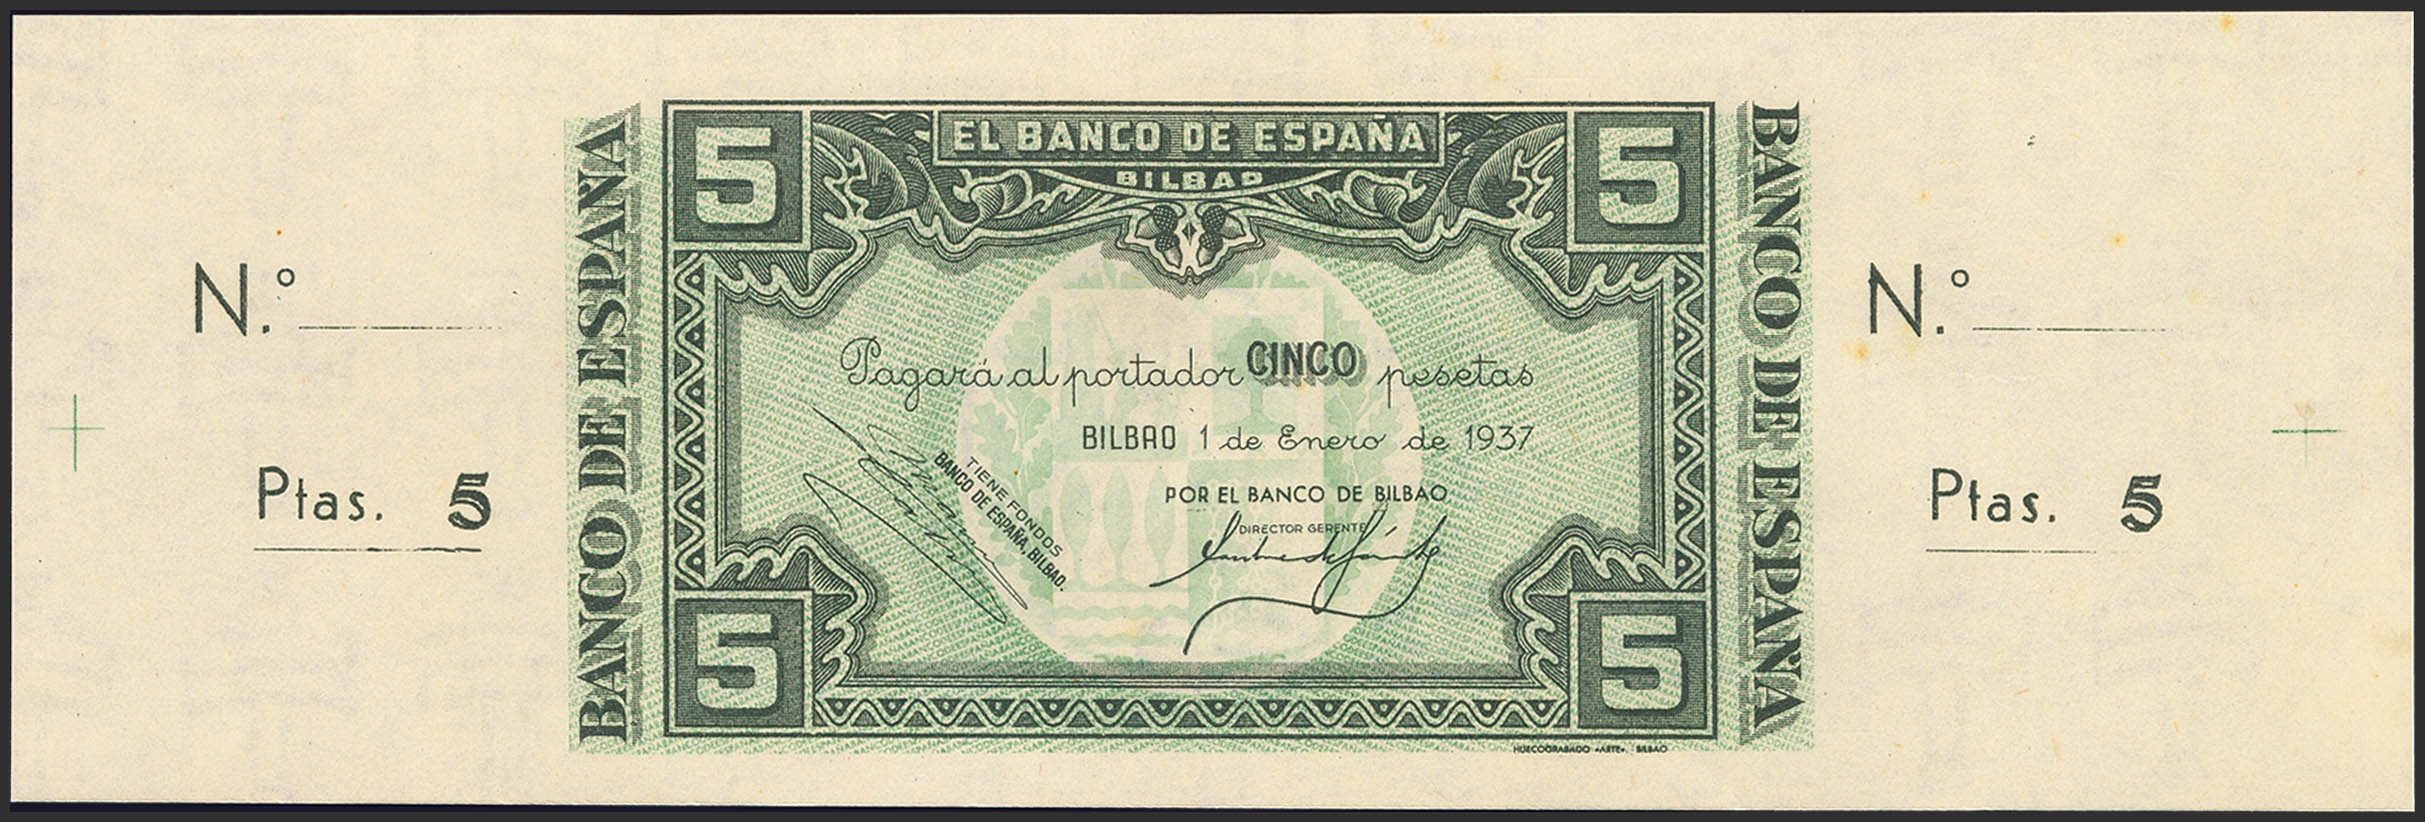 5
EL BANCO DE ESPAÑA
5
BILBAO
BANCO DE ESPAÑA
BANCO DE ESPAÑA
N.º
N.º
Pagará al portador CINCO pesetas
BILBAO 1 de Enero de 1937
Ptas. 5
TIENE FONDOS
BANCO DE ESPAÑA, BILBAO.
POR EL BANCO DE BILBAO
DIRECTOR GERENTE
Ptas. 5
5
5
HUECOGRABADO «ARTE» BILBAO